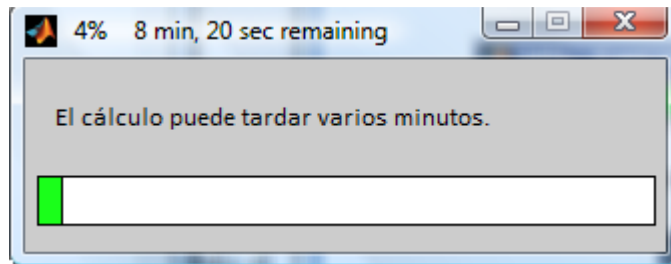 4% 8 min, 20 sec remaining
El cálculo puede tardar varios minutos.